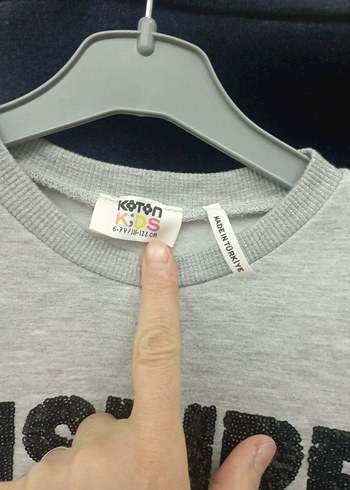 KOTON
KIDS
6-7 Y / 116-122 CM
MADE IN TÜRKİYE